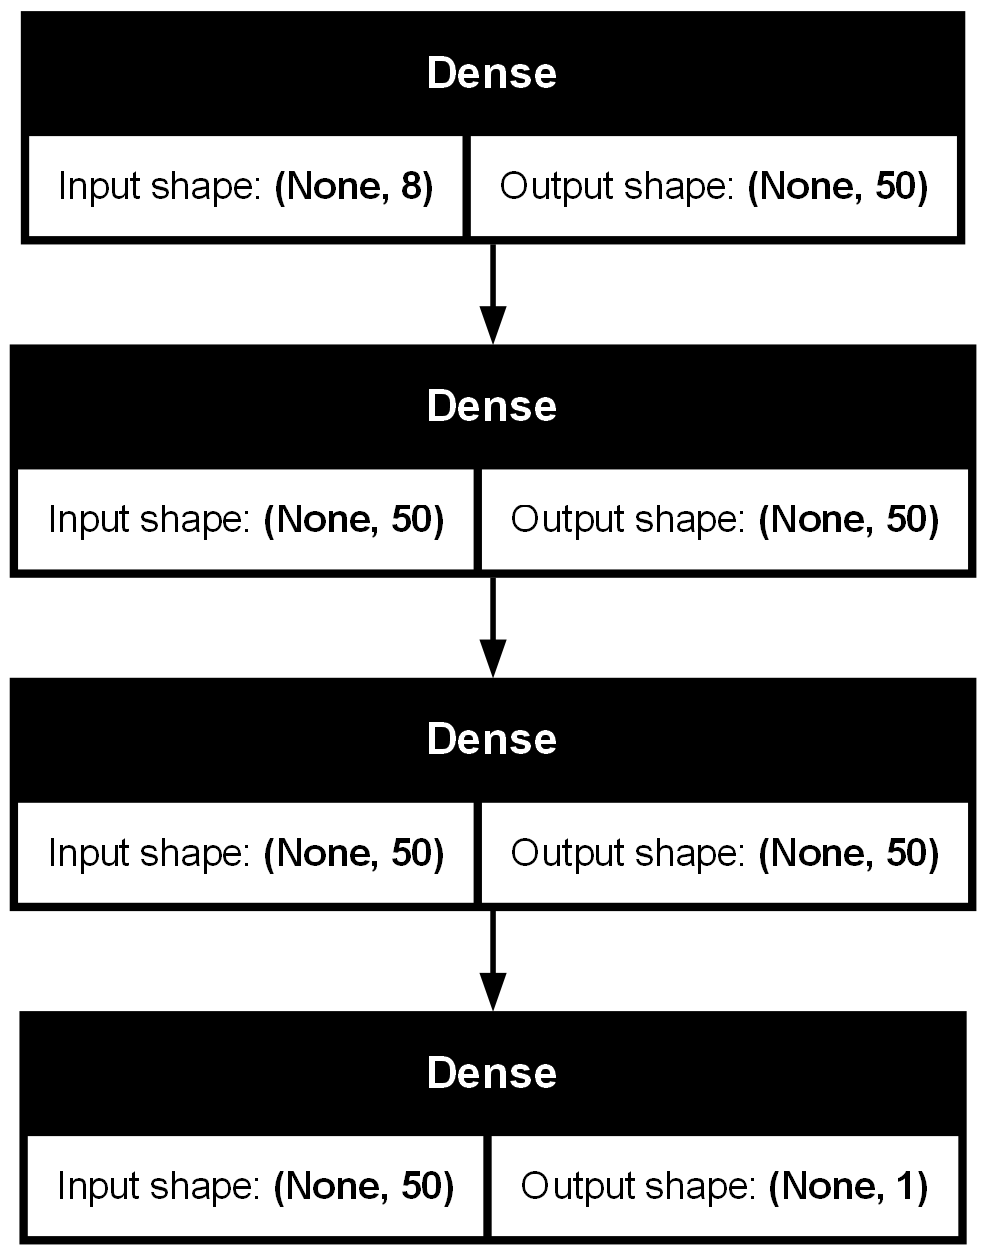 Dense
Input shape: (None, 8) Output shape: (None, 50)
Dense
Input shape: (None, 50) Output shape: (None, 50)
Dense
Input shape: (None, 50) Output shape: (None, 50)
Dense
Input shape: (None, 50) Output shape: (None, 1)